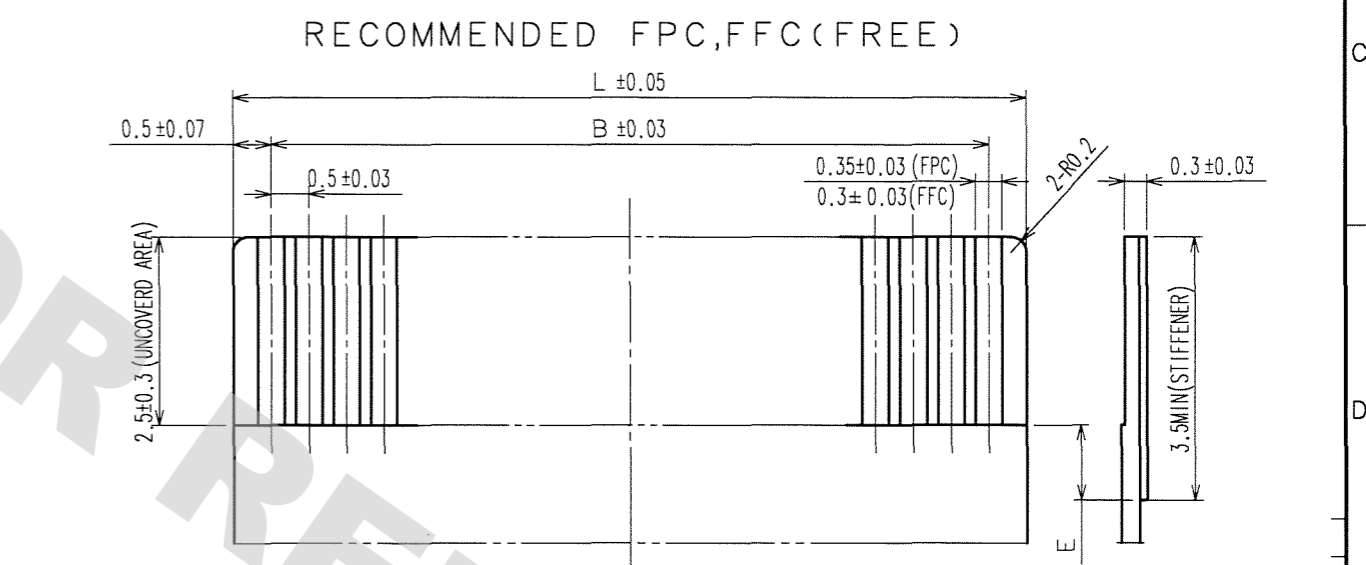 RECOMMENDED FPC,FFC(FREE)
L ±0.05
0.5±0.07
B ±0.03
0.5±0.03
0.35±0.03(FPC)
0.3±0.03(FFC)
2-R0.2
0.3±0.03
2.5±0.3(UNCOVERD AREA)
3.5MIN(STIFFENER)
E
C
D